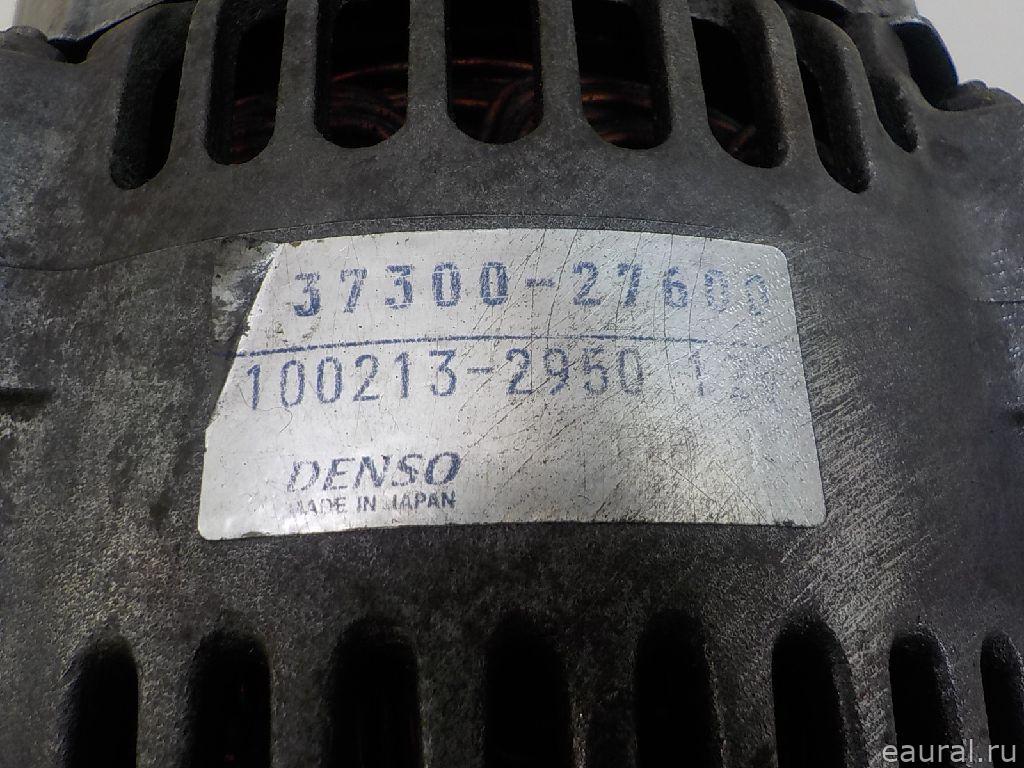 37300-27600
100213-2950
DENSO
MADE IN JAPAN
eaural.ru